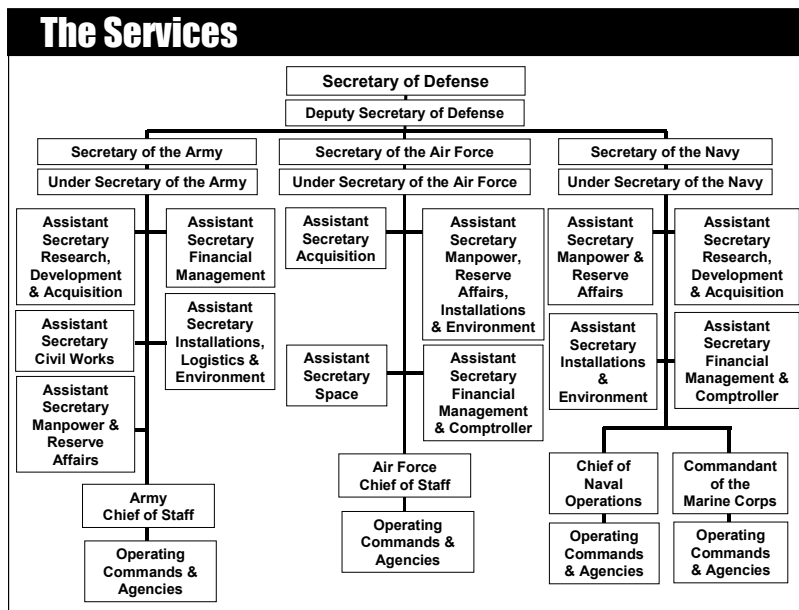 The Services
Secretary of Defense
Deputy Secretary of Defense
Secretary of the Army
Under Secretary of the Army
Assistant
Secretary
Research,
Development
& Acquisition
Assistant
Secretary
Financial
Management
Assistant
Secretary
Civil Works
Assistant
Secretary
Installations,
Logistics &
Environment
Assistant
Secretary
Manpower &
Reserve
Affairs
Army
Chief of Staff
Operating
Commands &
Agencies
Secretary of the Air Force
Under Secretary of the Air Force
Assistant
Secretary
Acquisition
Assistant
Secretary
Manpower,
Reserve
Affairs,
Installations
& Environment
Assistant
Secretary
Space
Assistant
Secretary
Financial
Management
& Comptroller
Air Force
Chief of Staff
Operating
Commands &
Agencies
Secretary of the Navy
Under Secretary of the Navy
Assistant
Secretary
Manpower &
Reserve
Affairs
Assistant
Secretary
Research,
Development
& Acquisition
Assistant
Secretary
Installations
&
Environment
Assistant
Secretary
Financial
Management &
Comptroller
Chief of
Naval
Operations
Commandant
of the
Marine Corps
Operating
Commands
& Agencies
Operating
Commands
& Agencies